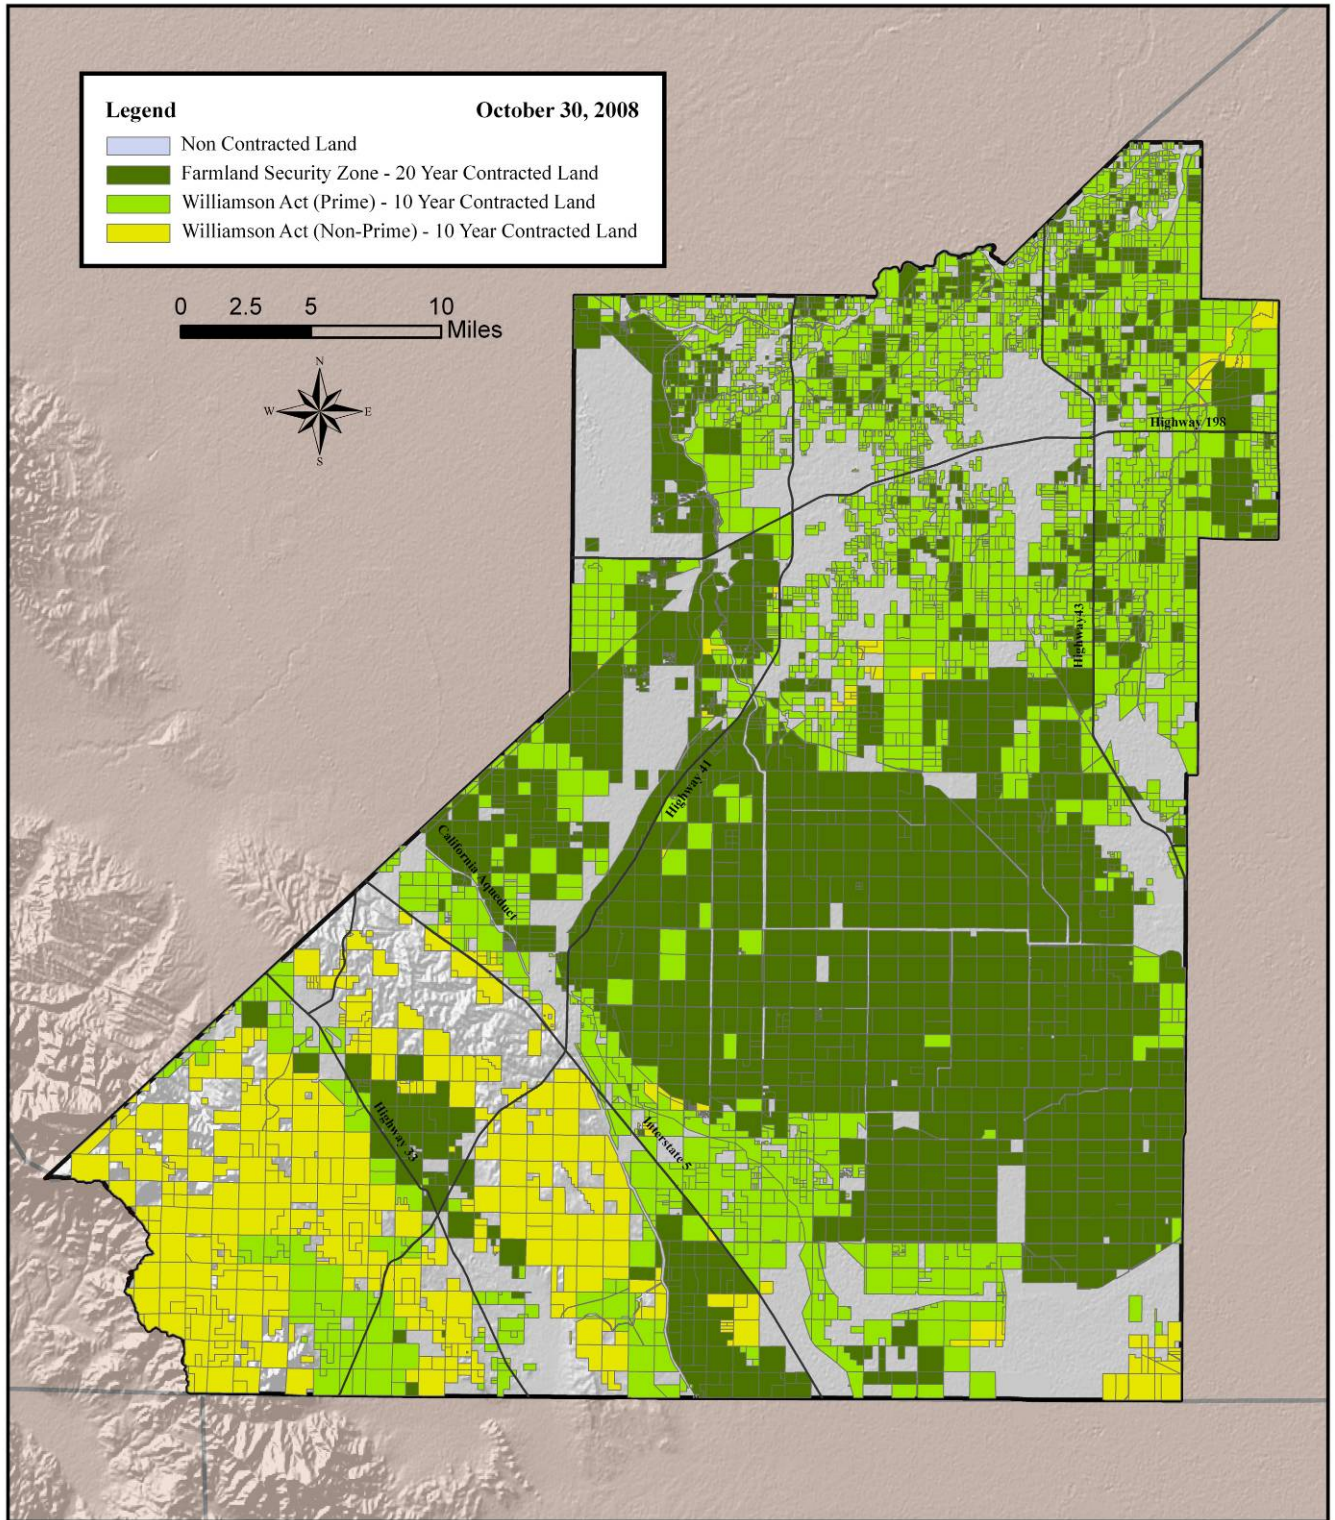 Legend October 30, 2008
Non Contracted Land
Farmland Security Zone - 20 Year Contracted Land
Williamson Act (Prime) - 10 Year Contracted Land
Williamson Act (Non-Prime) - 10 Year Contracted Land
0 2.5 5 10
Miles
N
W E
S
Highway 198
Highway43
Highway 41
California Aqueduct
Highway 33
Interstate 5